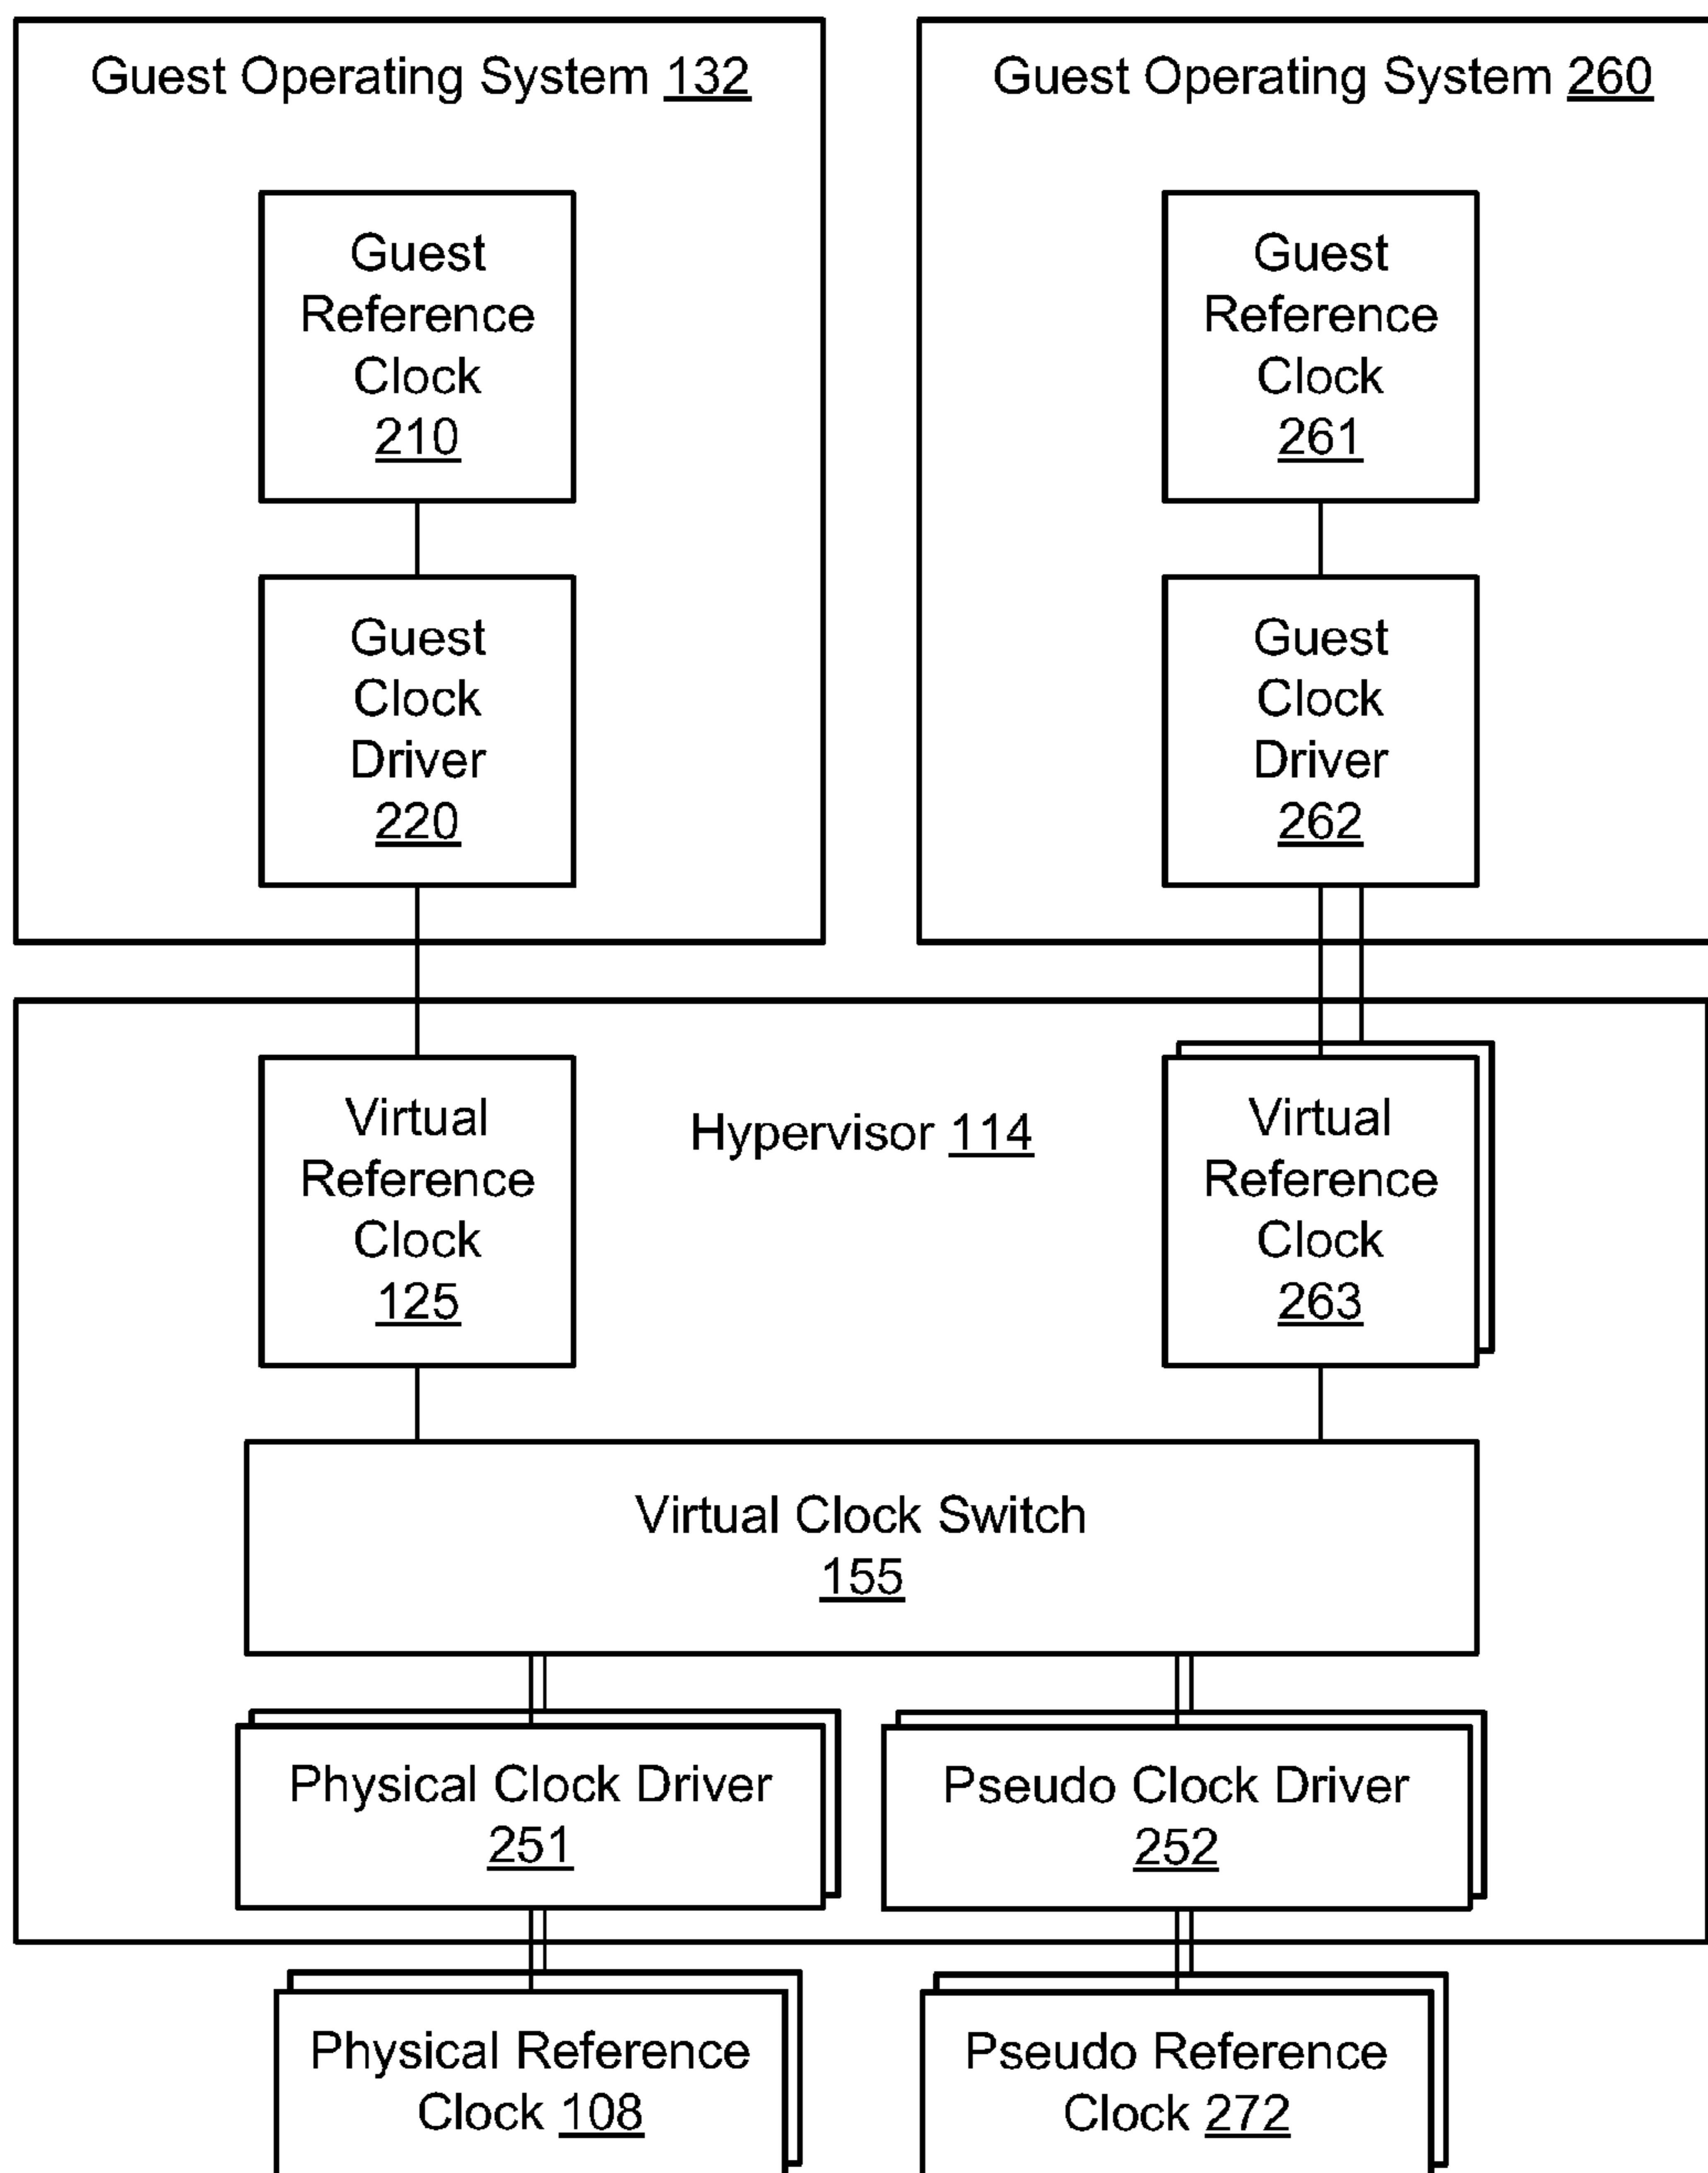 Guest Operating System 132
Guest Operating System 260
Guest
Reference
Clock
210
Guest
Reference
Clock
261
Guest
Clock
Driver
220
Guest
Clock
Driver
262
Virtual
Reference
Clock
125
Hypervisor 114
Virtual
Reference
Clock
263
Virtual Clock Switch
155
Physical Clock Driver
251
Pseudo Clock Driver
252
Physical Reference
Clock 108
Pseudo Reference
Clock 272